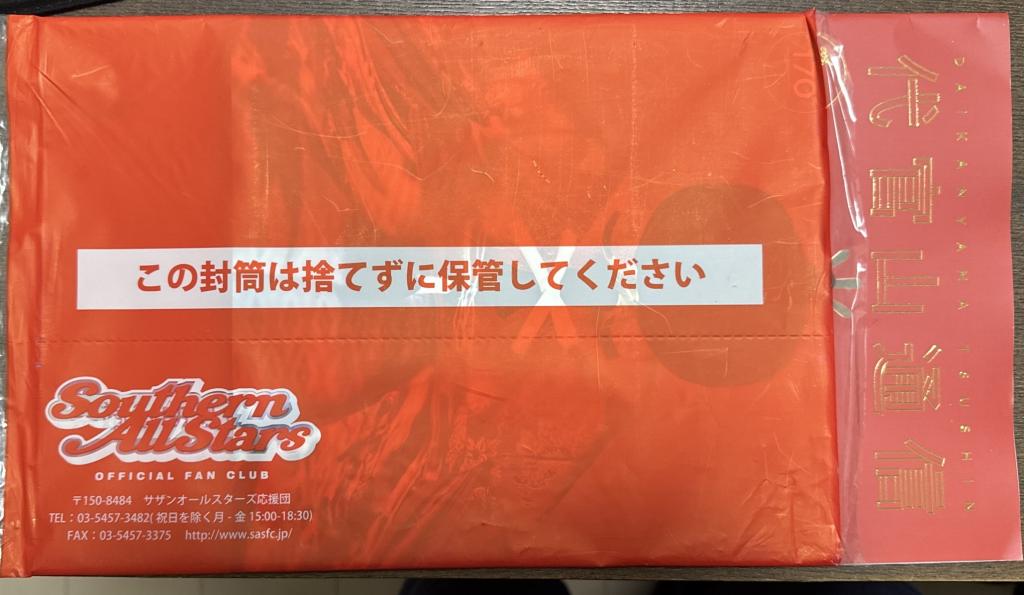 この封筒は捨てずに保管してください
Southern
All Stars
OFFICIAL FAN CLUB
〒150-8484 サザンオールスターズ応援団
TEL:03-5457-3482(祝日を除く月-金 15:00-18:30)
FAX:03-5457-3375 http://www.sasfc.jp/
代官山通信
DAIKANYAMA TSUSHIN